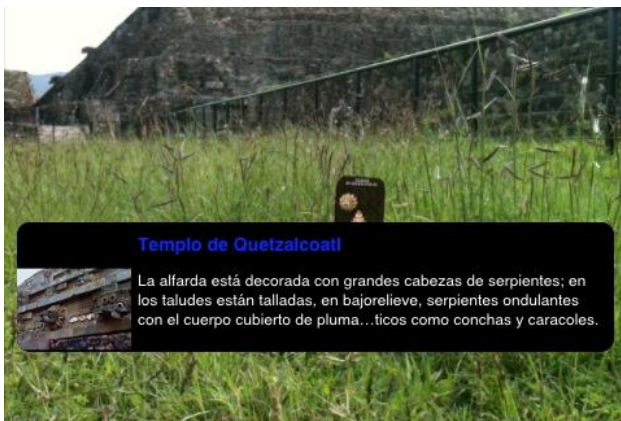 Templo de Quetzalcoatl
La alfarda está decorada con grandes cabezas de serpientes; en
los taludes están talladas, en bajorelieve, serpientes ondulantes
con el cuerpo cubierto de pluma…ticos como conchas y caracoles.